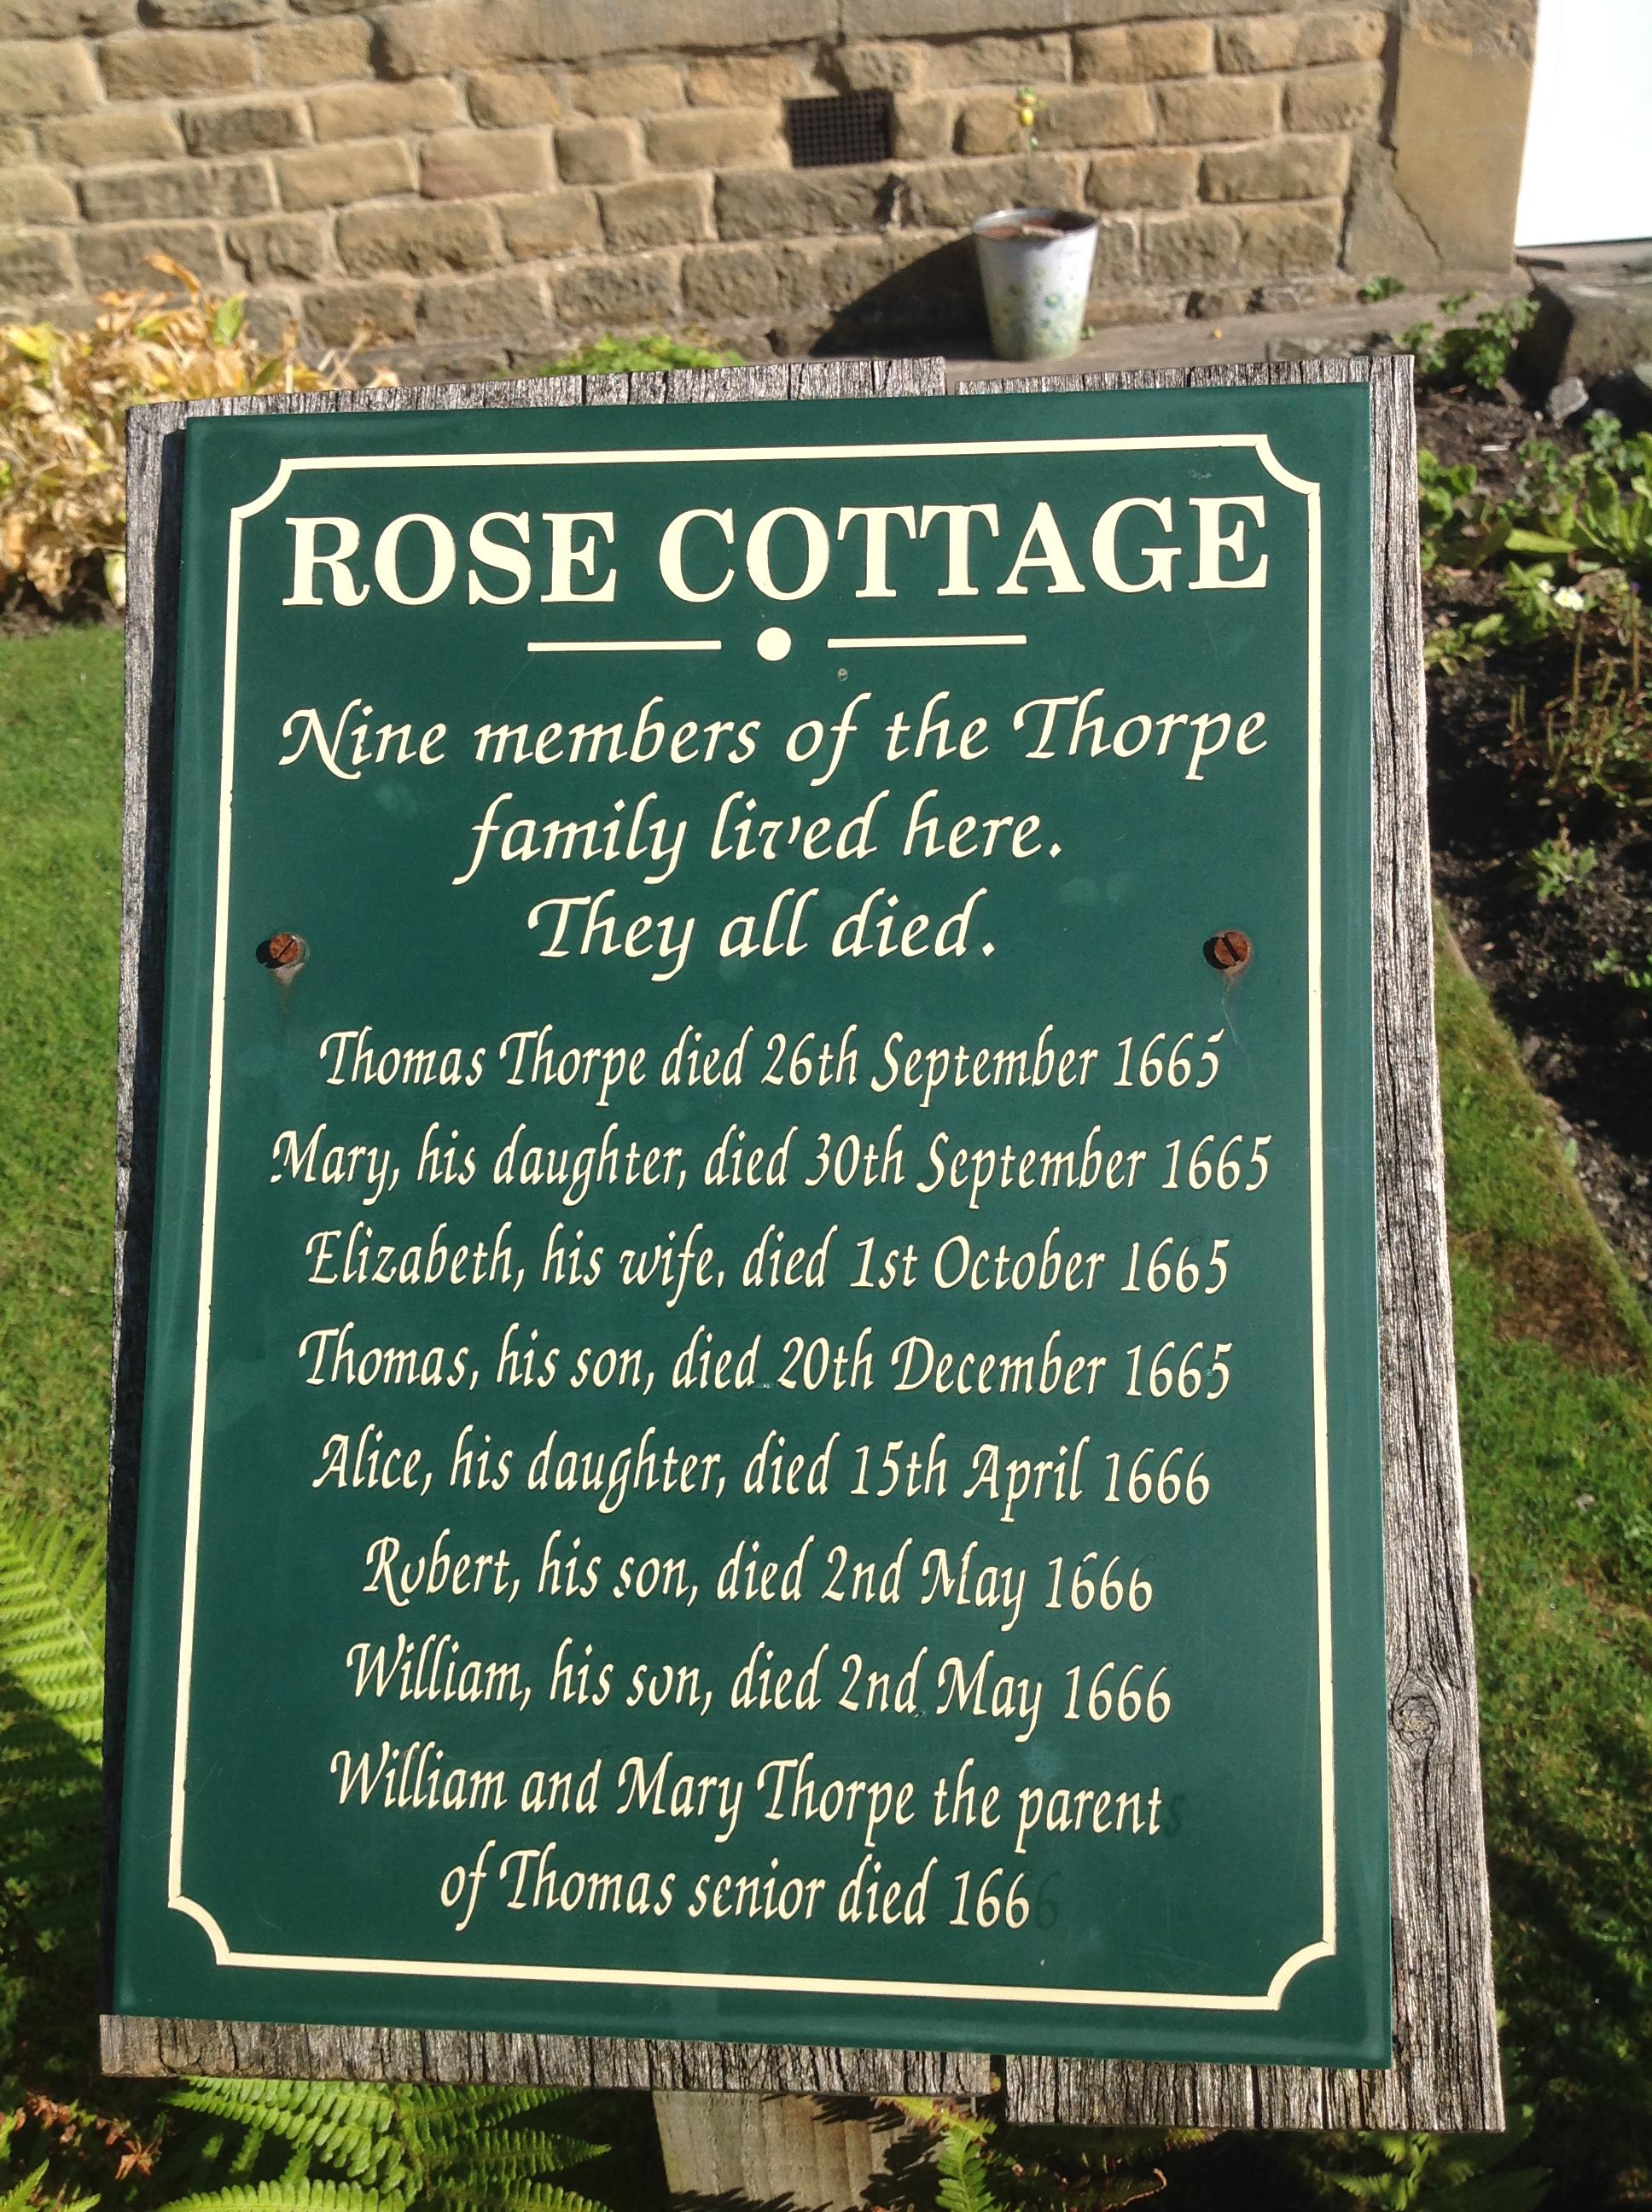 ROSE COTTAGE
Nine members of the Thorpe
family lived here.
They all died.
Thomas Thorpe died 26th September 1665
Mary, his daughter, died 30th September 1665
Elizabeth, his wife, died 1st October 1665
Thomas, his son, died 20th December 1665
Alice, his daughter, died 15th April 1666
Robert, his son, died 2nd May 1666
William, his son, died 2nd May 1666
William and Mary Thorpe the parents
of Thomas senior died 1666